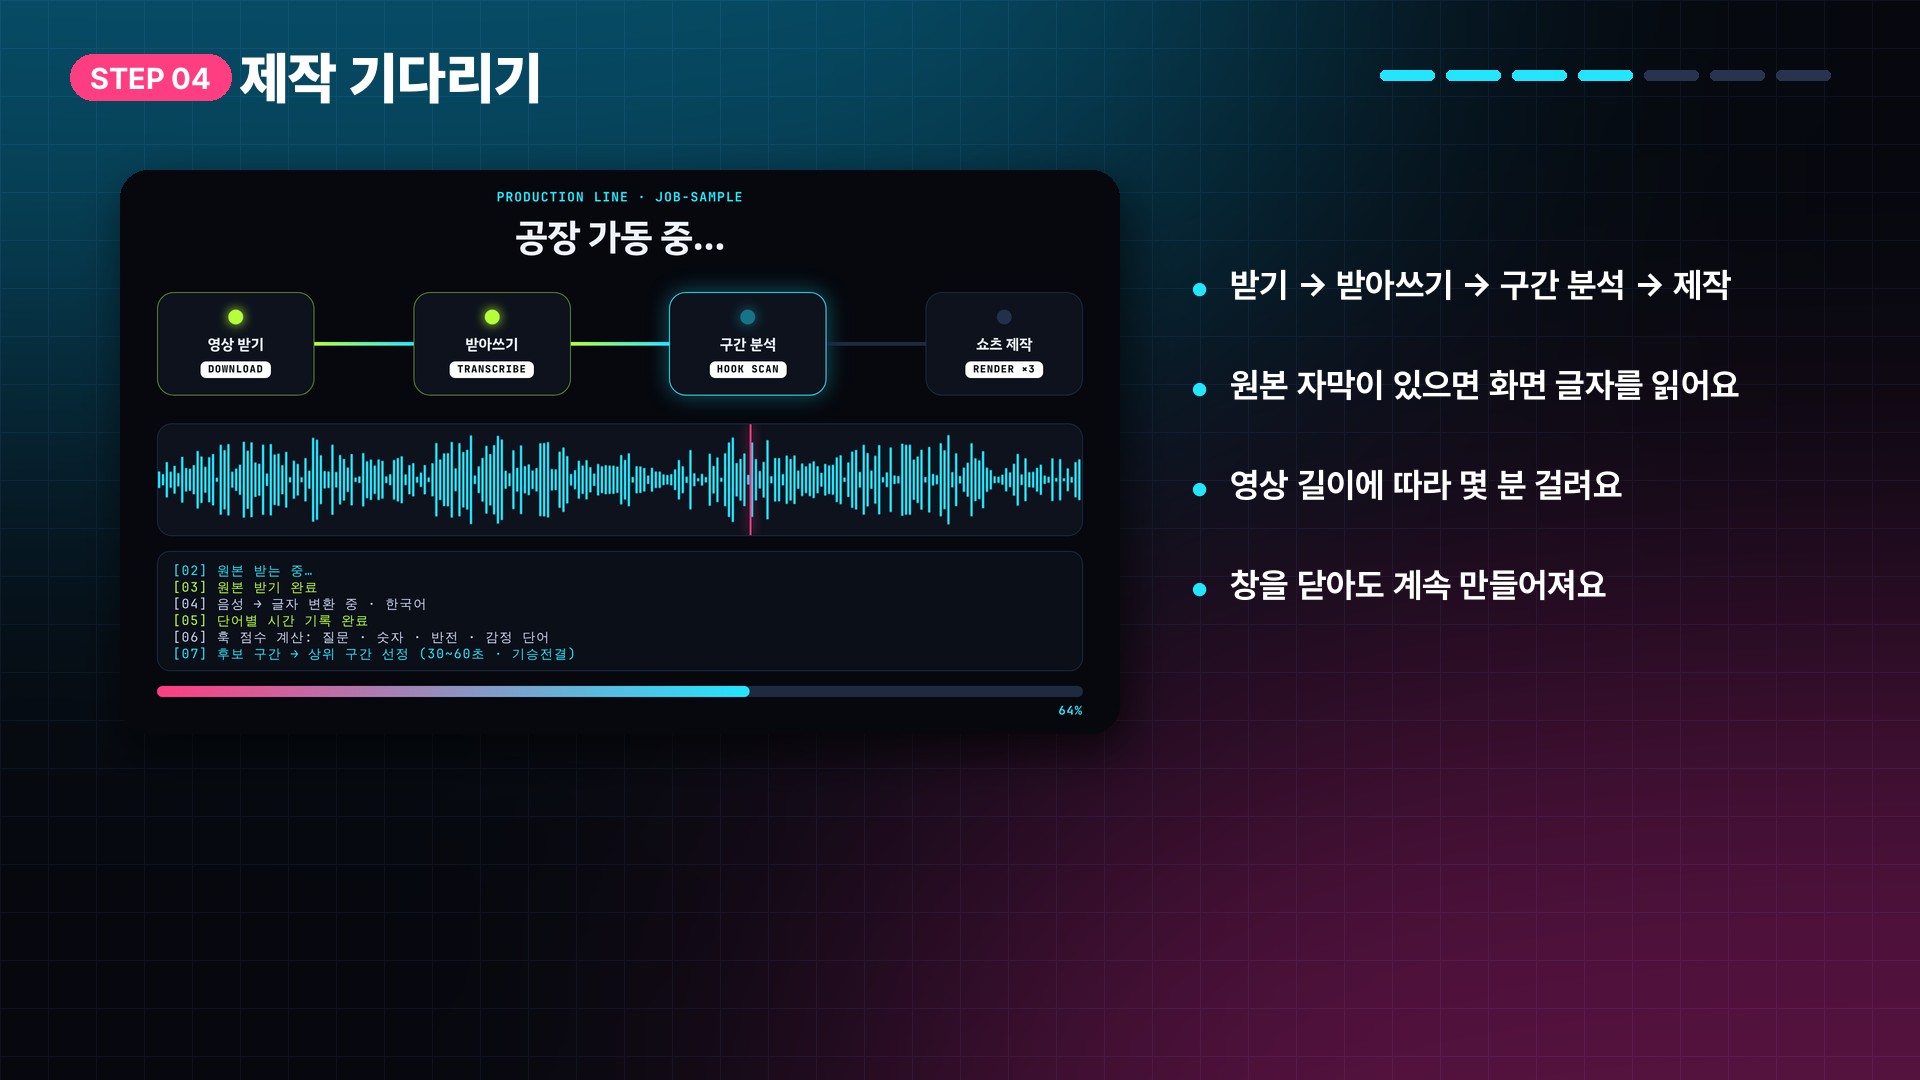 STEP 04 제작 기다리기
PRODUCTION LINE · JOB-SAMPLE
공장 가동 중...
영상 받기
DOWNLOAD
받아쓰기
TRANSCRIBE
구간 분석
HOOK SCAN
쇼츠 제작
RENDER ×3
[02] 원본 받는 중…
[03] 원본 받기 완료
[04] 음성 → 글자 변환 중 · 한국어
[05] 단어별 시간 기록 완료
[06] 훅 점수 계산: 질문 · 숫자 · 반전 · 감정 단어
[07] 후보 구간 → 상위 구간 선정 (30~60초 · 기승전결)
64%
받기 → 받아쓰기 → 구간 분석 → 제작
원본 자막이 있으면 화면 글자를 읽어요
영상 길이에 따라 몇 분 걸려요
창을 닫아도 계속 만들어져요